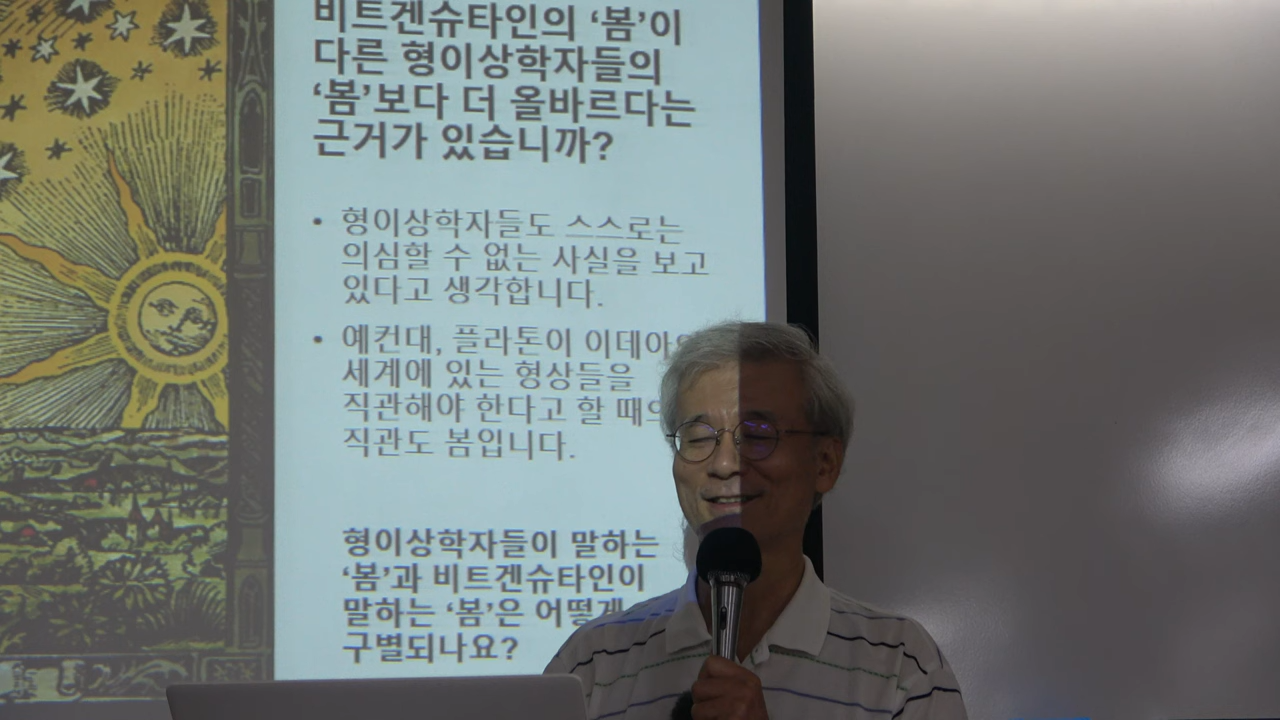 비트겐슈타인의 ‘봄’이
다른 형이상학자들의
‘봄’보다 더 올바르다는
근거가 있습니까?
• 형이상학자들도 스스로는
의심할 수 없는 사실을 보고
있다고 생각합니다.
• 예컨대, 플라톤이
세계에 있는 형상들을
직관해야 한다고 할
직관도 봄입니다.
형이상학자들이 말하는
‘봄’과 비트겐슈타인이
말하는 ‘봄’은 어떻게
구별되나요?